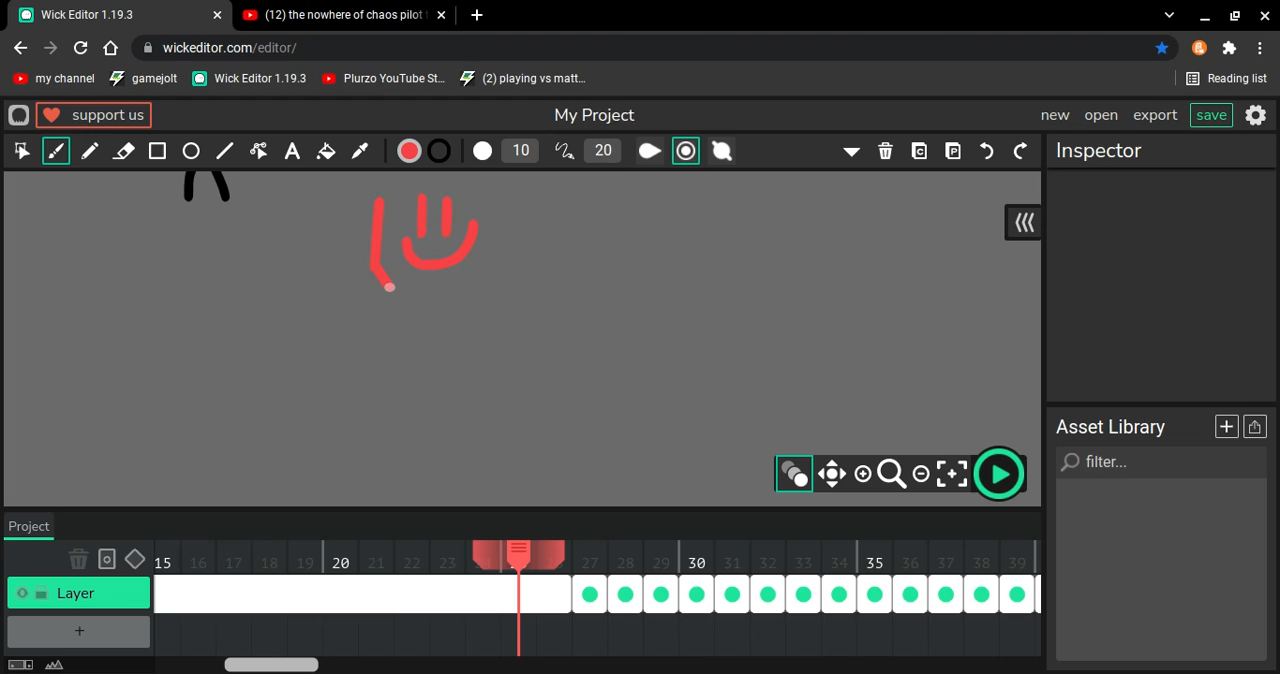 Wick Editor 1.19.3
(12) the nowhere of chaos pilot
wickeditor.com/editor/
my channel
gamejolt
Wick Editor 1.19.3
Plurzo YouTube St...
(2) playing vs matt...
Reading list
support us
My Project
new
open
export
save
10
20
Inspector
Asset Library
filter...
Project
15 16 17 18 19 20 21 22 23 27 28 29 30 31 32 33 34 35 36 37 38 39
Layer
+